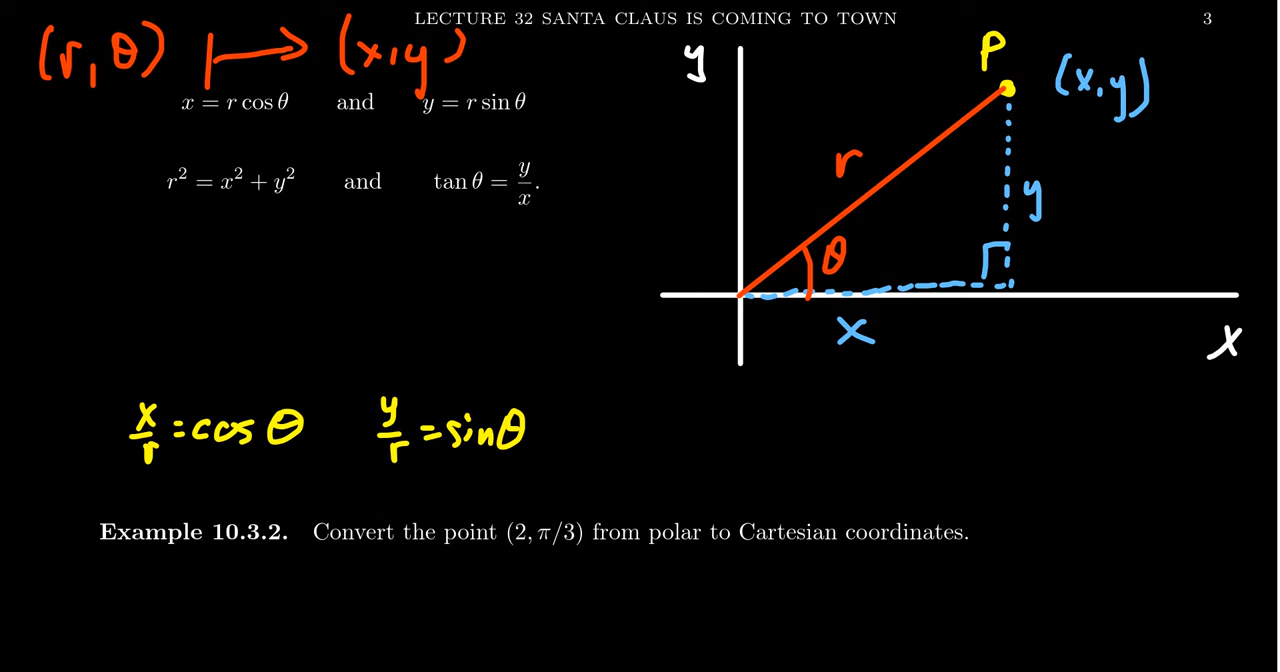 LECTURE 32 SANTA CLAUS IS COMING TO TOWN 3
(r, θ) ↦ (x, y)
x = r cos θ and y = r sin θ
r² = x² + y² and tan θ = y/x.
y
P
(x, y)
r
y
θ
x
X
x/r = cos θ y/r = sin θ
Example 10.3.2. Convert the point (2, π/3) from polar to Cartesian coordinates.